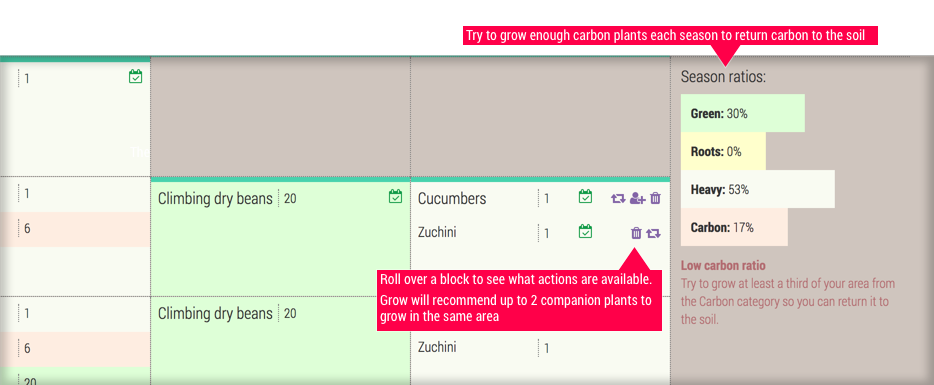 Try to grow enough carbon plants each season to return carbon to the soil
1
Season ratios:
Green: 30%
Roots: 0%
Heavy: 53%
Carbon: 17%
Low carbon ratio
Try to grow at least a third of your area from
the Carbon category so you can return it to
the soil.
1
Climbing dry beans 20
Cucumbers 1
6
Zuchini 1
Roll over a block to see what actions are available.
Grow will recommend up to 2 companion plants to
grow in the same area
1
Climbing dry beans 20
6
Zuchini 1
20